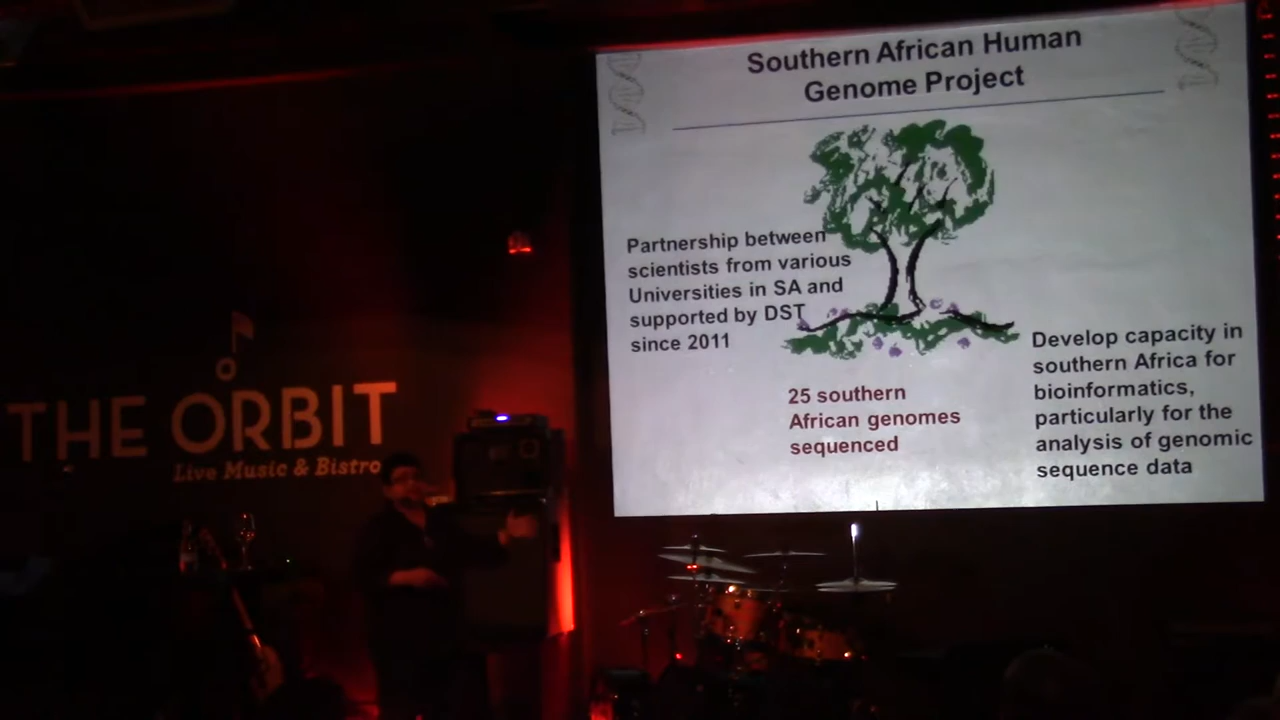 Southern African Human
Genome Project
Partnership between
scientists from various
Universities in SA and
supported by DST
since 2011
25 southern
African genomes
sequenced
Develop capacity in
southern Africa for
bioinformatics,
particularly for the
analysis of genomic
sequence data
THE ORBIT
Live Music & Bistro